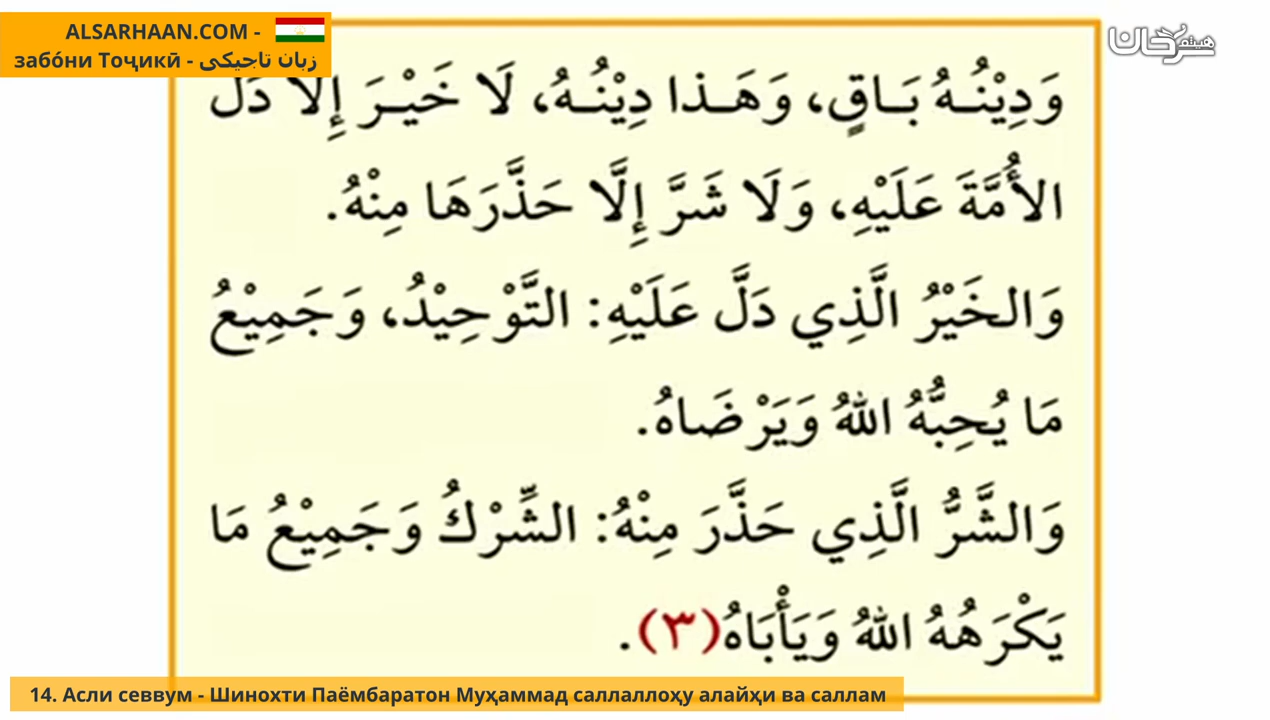 ALSARHAAN.COM -
забо́ни Тоҷикӣ - زبان تاجیکی
وَدِيْنُـهُ بَـاقٍ، وَهَـذا دِيْنُـهُ، لَا خَيْـرَ إِلَّا دَلَّ
الأُمَّةَ عَلَيْهِ، وَلَا شَرَّ إِلَّا حَذَّرَهَا مِنْهُ.
وَالخَيْرُ الَّذِي دَلَّ عَلَيْهِ: التَّوْحِيْدُ، وَجَمِيْعُ
مَا يُحِبُّهُ اللهُ وَيَرْضَاهُ.
وَالشَّرُّ الَّذِي حَذَّرَ مِنْهُ: الشِّرْكُ وَجَمِيْعُ مَا
يَكْرَهُهُ اللهُ وَيَأْبَاهُ(٣).
14. Асли севвум - Шинохти Паёмбаратон Муҳаммад саллаллоҳу алайҳи ва саллам